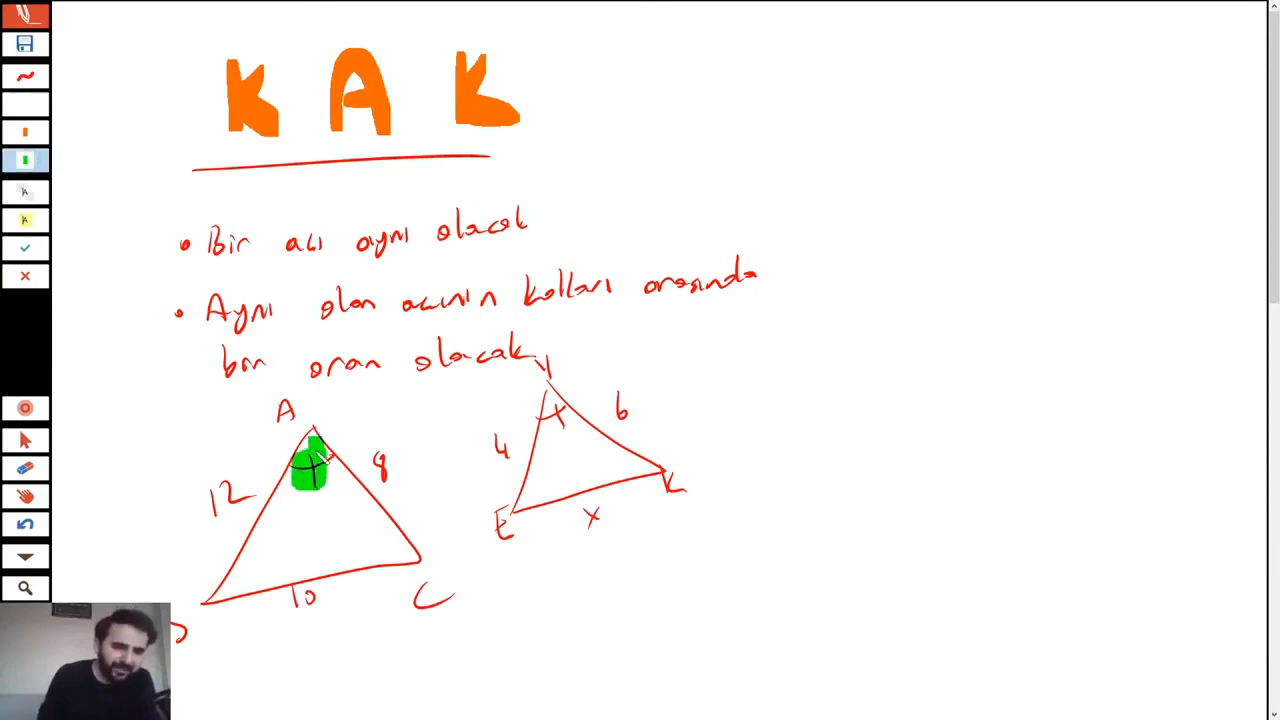 KAK
• Bir açı aynı olacak
• Aynı olan açının kolları arasında
bir oran olacak
A
12
8
10
C
4
6
E
K
x